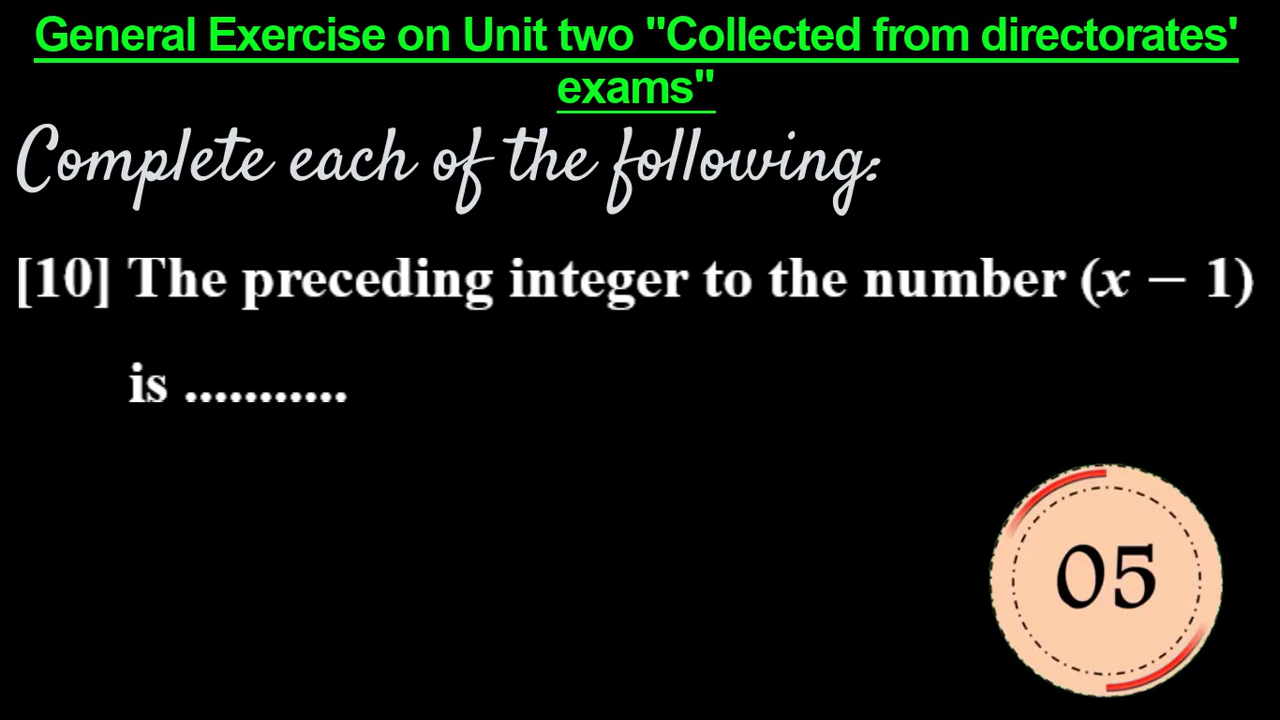 General Exercise on Unit two "Collected from directorates'
exams"
Complete each of the following:
[10] The preceding integer to the number (x − 1)
is ...........
05